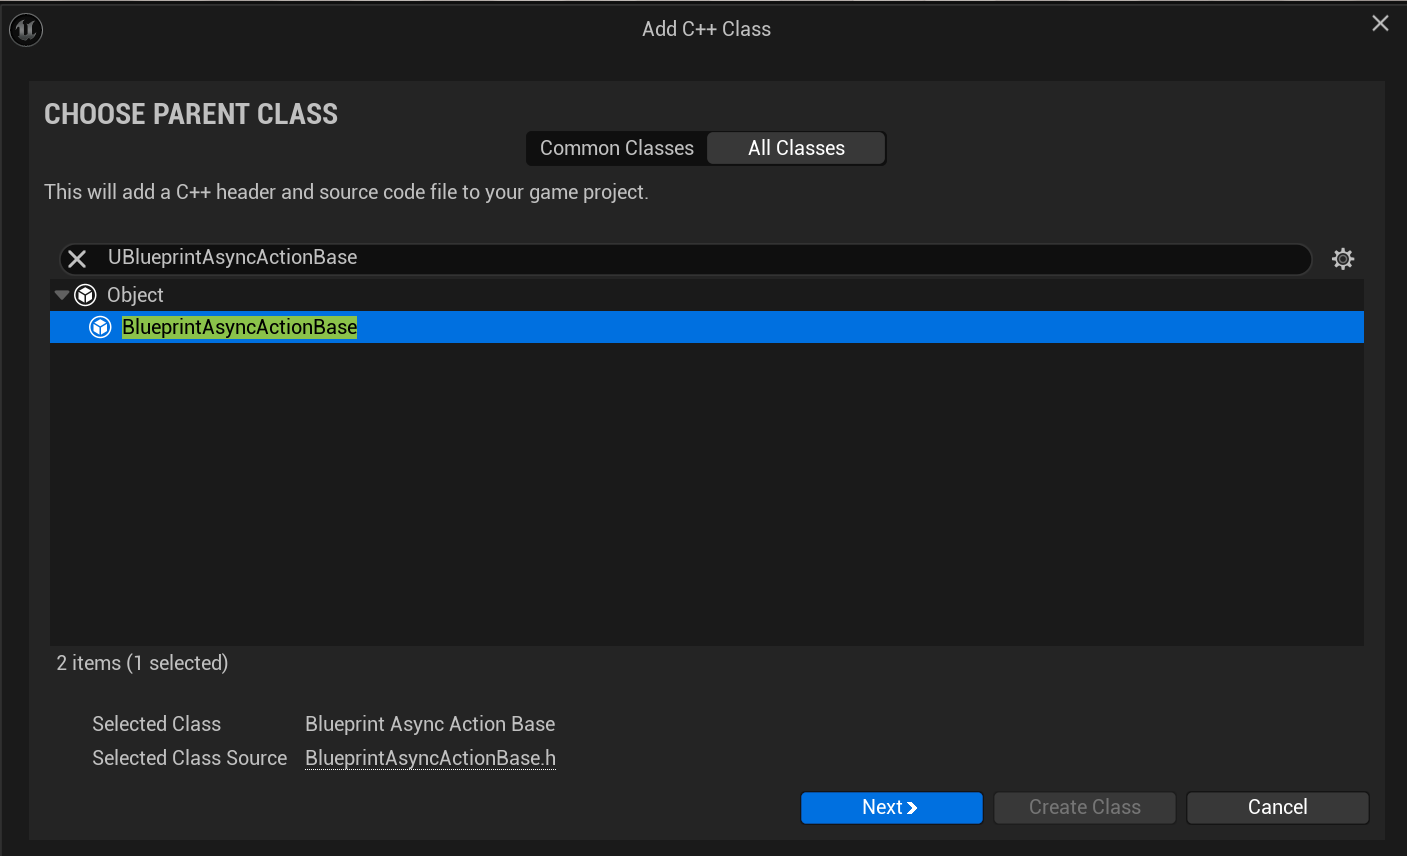 Add C++ Class
CHOOSE PARENT CLASS
Common Classes All Classes
This will add a C++ header and source code file to your game project.
UBlueprintAsyncActionBase
Object
BlueprintAsyncActionBase
2 items (1 selected)
Selected Class Blueprint Async Action Base
Selected Class Source BlueprintAsyncActionBase.h
Next Create Class Cancel